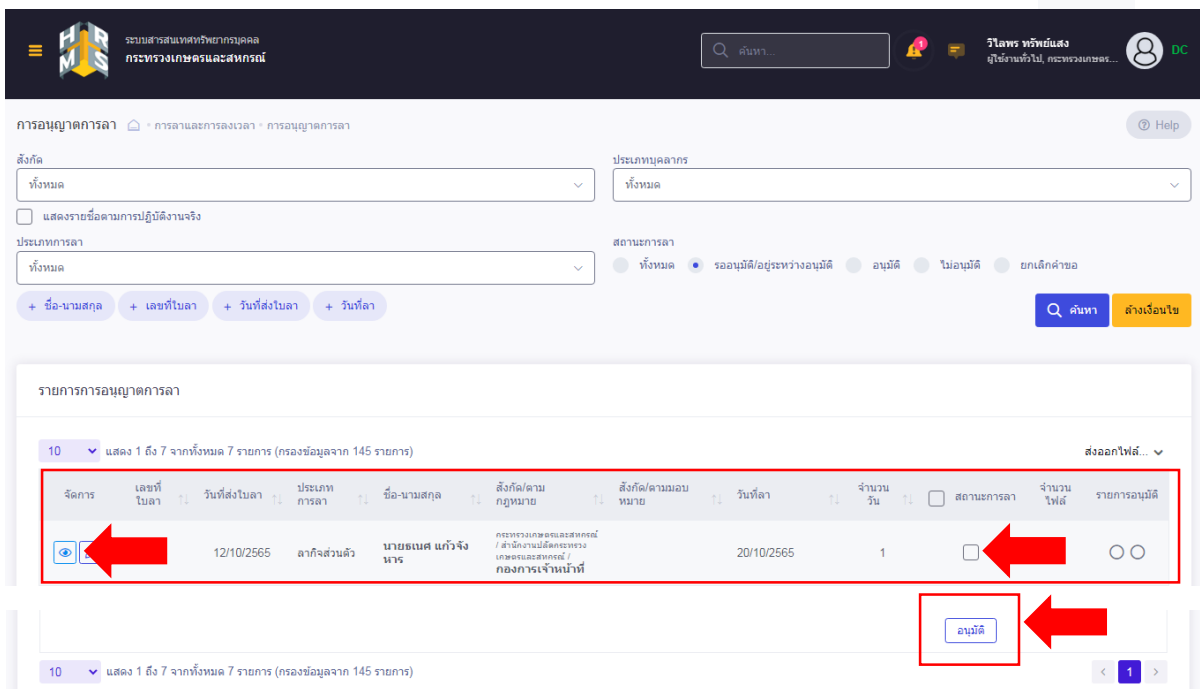 HR
MS
ระบบสารสนเทศทรัพยากรบุคคล
กระทรวงเกษตรและสหกรณ์
ค้นหา...
1
วิไลพร ทรัพย์แสง
ผู้ใช้งานทั่วไป, กระทรวงเกษตร...
DC
การอนุญาตการลา
การลาและการลงเวลา
การอนุญาตการลา
Help
สังกัด
ประเภทบุคลากร
ทั้งหมด
ทั้งหมด
แสดงรายชื่อตามการปฏิบัติงานจริง
ประเภทการลา
สถานะการลา
ทั้งหมด
ทั้งหมด รออนุมัติ/อยู่ระหว่างอนุมัติ อนุมัติ ไม่อนุมัติ ยกเลิกคำขอ
+ ชื่อ-นามสกุล + เลขที่ใบลา + วันที่ส่งใบลา + วันที่ลา
ค้นหา
ล้างเงื่อนไข
รายการการอนุญาตการลา
10 แสดง 1 ถึง 7 จากทั้งหมด 7 รายการ (กรองข้อมูลจาก 145 รายการ)
ส่งออกไฟล์...
จัดการ
เลขที่
ใบลา
วันที่ส่งใบลา
ประเภท
การลา
ชื่อ-นามสกุล
สังกัด/ตาม
กฎหมาย
สังกัด/ตามมอบ
หมาย
วันที่ลา
จำนวน
วัน
สถานะการลา
จำนวน
ไฟล์
รายการอนุมัติ
12/10/2565
ลากิจส่วนตัว
นายธเนศ แก้วจัง
หาร
กระทรวงเกษตรและสหกรณ์
/ สำนักงานปลัดกระทรวง
เกษตรและสหกรณ์ /
กองการเจ้าหน้าที่
20/10/2565
1
อนุมัติ
10 แสดง 1 ถึง 7 จากทั้งหมด 7 รายการ (กรองข้อมูลจาก 145 รายการ)
< 1 >